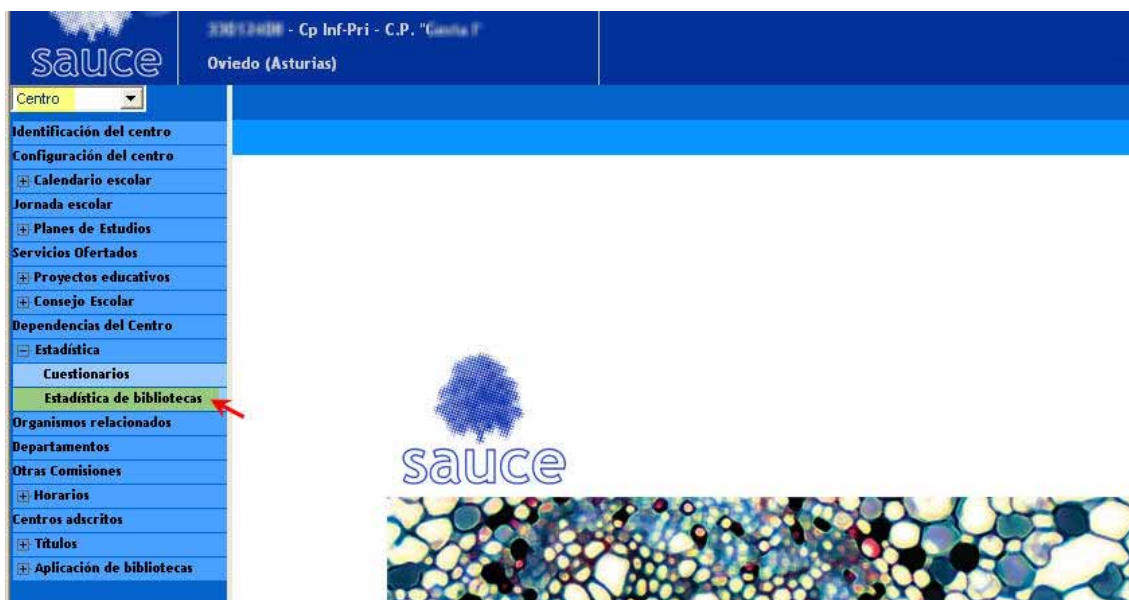 sauce
- Cp Inf-Pri - C.P. "
Oviedo (Asturias)
Centro
Identificación del centro
Configuración del centro
Calendario escolar
Jornada escolar
Planes de Estudios
Servicios Ofertados
Proyectos educativos
Consejo Escolar
Dependencias del Centro
Estadística
Cuestionarios
Estadística de bibliotecas
Organismos relacionados
Departamentos
Otras Comisiones
Horarios
Centros adscritos
Títulos
Aplicación de bibliotecas
sauce